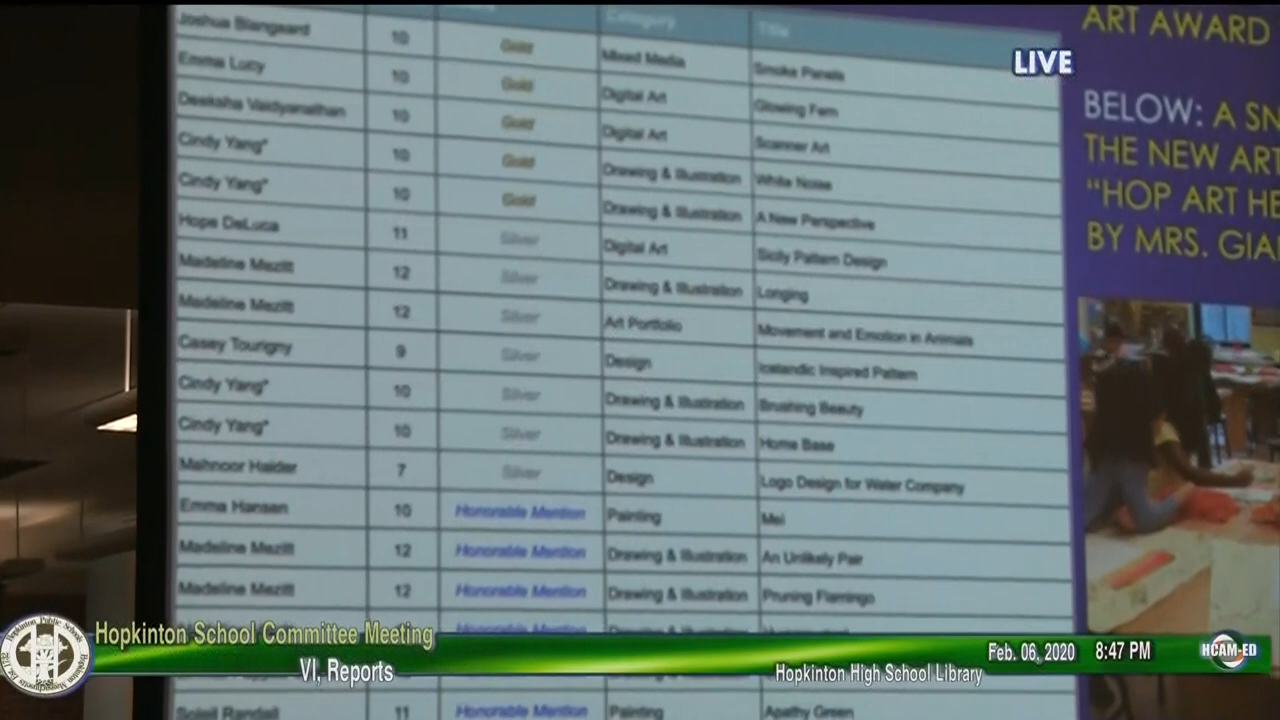 Category Title
Joshua Blangeard 10 Gold Mixed Media Smoke Panels
Emma Lucy 10 Gold Digital Art Glowing Fern
Deeksha Vaidyanathan 10 Gold Digital Art Scanner Art
Cindy Yang* 10 Gold Drawing & Illustration White Noise
Cindy Yang* 10 Gold Drawing & Illustration A New Perspective
Hope DeLuca 11 Silver Digital Art Sicily Pattern Design
Madeline Mezitt 12 Silver Drawing & Illustration Longing
Madeline Mezitt 12 Silver Art Portfolio Movement and Emotion in Animals
Casey Tourigny 9 Silver Design Icelandic Inspired Pattern
Cindy Yang* 10 Silver Drawing & Illustration Brushing Beauty
Cindy Yang* 10 Silver Drawing & Illustration Home Base
Mahnoor Haider 7 Silver Design Logo Design for Water Company
Emma Hansen 10 Honorable Mention Painting Mei
Madeline Mezitt 12 Honorable Mention Drawing & Illustration An Unlikely Pair
Madeline Mezitt 12 Honorable Mention Drawing & Illustration Pruning Flamingo
Soleil Randall 11 Honorable Mention Painting Apathy Green
LIVE
ART AWARD
BELOW: A SN
THE NEW ART
“HOP ART HE
BY MRS. GIA
Hopkinton School Committee Meeting
VI, Reports
Hopkinton High School Library
Feb. 06, 2020 8:47 PM
HCAM-ED